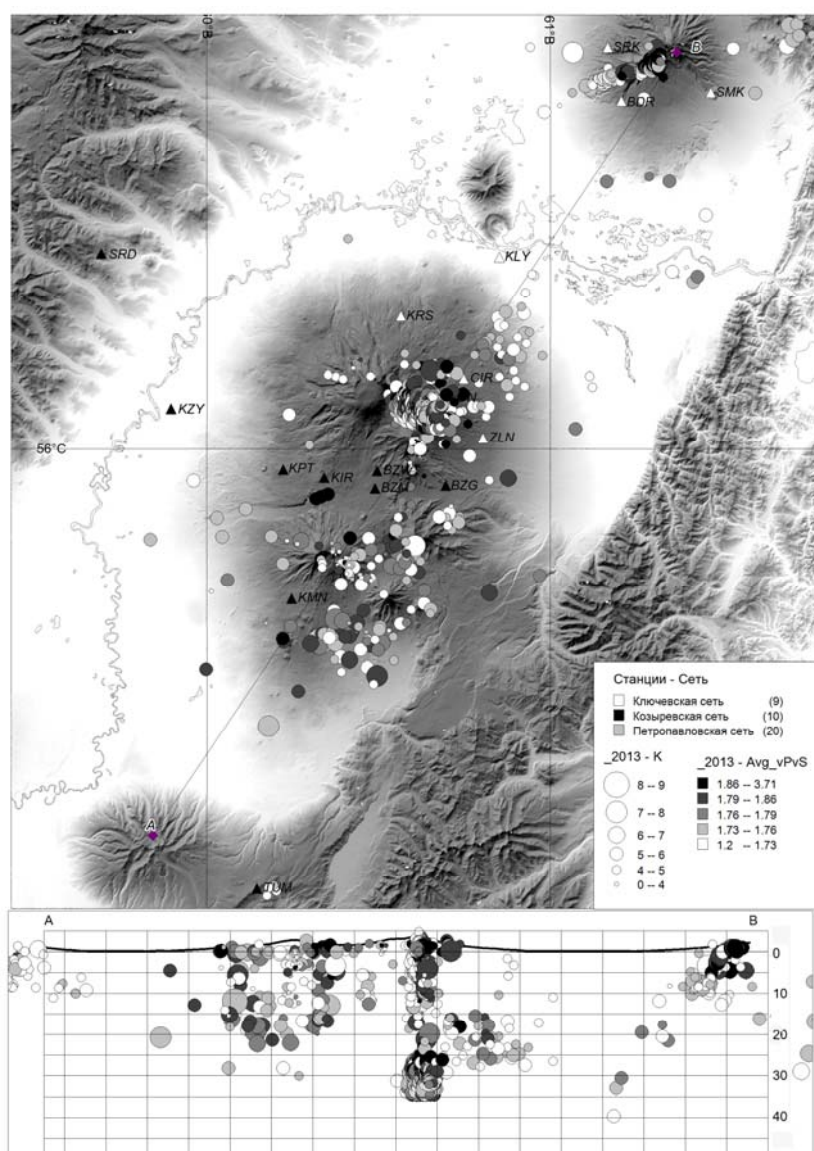 60°В
61°В
SRK
B
BDR
SMK
KLY
SRD
KRS
CIR
KZY
ZLN
56°С
KPT
KIR
BZW
BZM
BZG
KMN
A
TUM
Станции - Сеть
Ключевская сеть (9)
Козыревская сеть (10)
Петропавловская сеть (20)
_2013 - K
8 -- 9
7 -- 8
6 -- 7
5 -- 6
4 -- 5
0 -- 4
_2013 - Avg_vPvS
1.86 -- 3.71
1.79 -- 1.86
1.76 -- 1.79
1.73 -- 1.76
1.2 -- 1.73
A
B
0
10
20
30
40